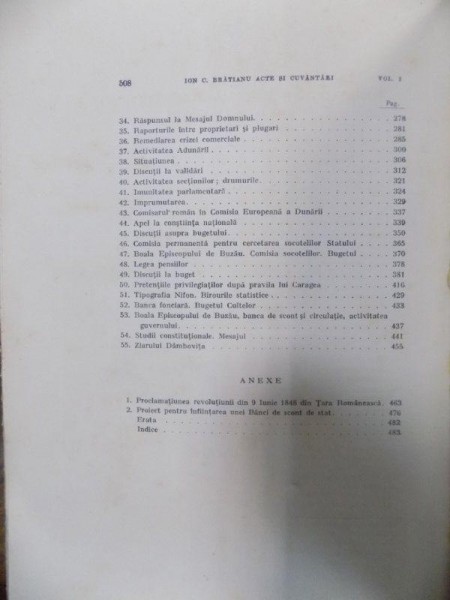 508 ION C. BRĂTIANU ACTE ȘI CUVÂNTĂRI VOL. I
Pag.
34. Răspunsul la Mesajul Domnului. 278
35. Raporturile între proprietari și plugari 281
36. Remedierea crizei comerciale 285
37. Activitatea Adunării 300
38. Situațiunea 306
39. Discuții la validări 312
40. Activitatea secțiunilor; drumurile. 321
41. Imunitatea parlamentară 324
42. Împrumutarea 329
43. Comisarul român în Comisia Europeană a Dunării 337
44. Apel la conștiința națională 339
45. Discuții asupra bugetului 350
46. Comisia permanentă pentru cercetarea socotelilor Statului 365
47. Boala Episcopului de Buzău. Comisia socotelilor. Bugetul 370
48. Legea pensiilor 378
49. Discuții la buget 381
50. Pretențiile privilegiaților după pravila lui Caragea 416
51. Tipografia Nifon. Birourile statistice 429
52. Banca funciară. Bugetul Cultelor 433
53. Boala Episcopului de Buzău, banca de scont și circulație, activitatea
guvernului 437
54. Studii constituționale. Mesajul 441
55. Ziarului Dâmbovița 455
ANEXE
1. Proclamațiunea revoluțiunii din 9 Iunie 1848 din Țara Românească. 463
2. Proiect pentru înființarea unei Bănci de scont de stat 476
Erata 482
Indice 483